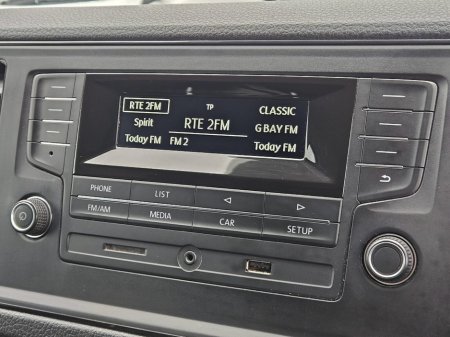 RTE 2FM
TP
CLASSIC
Spirit
RTE 2FM
G BAY FM
Today FM
FM 2
Today FM
PHONE
LIST
FM/AM
MEDIA
CAR
SETUP